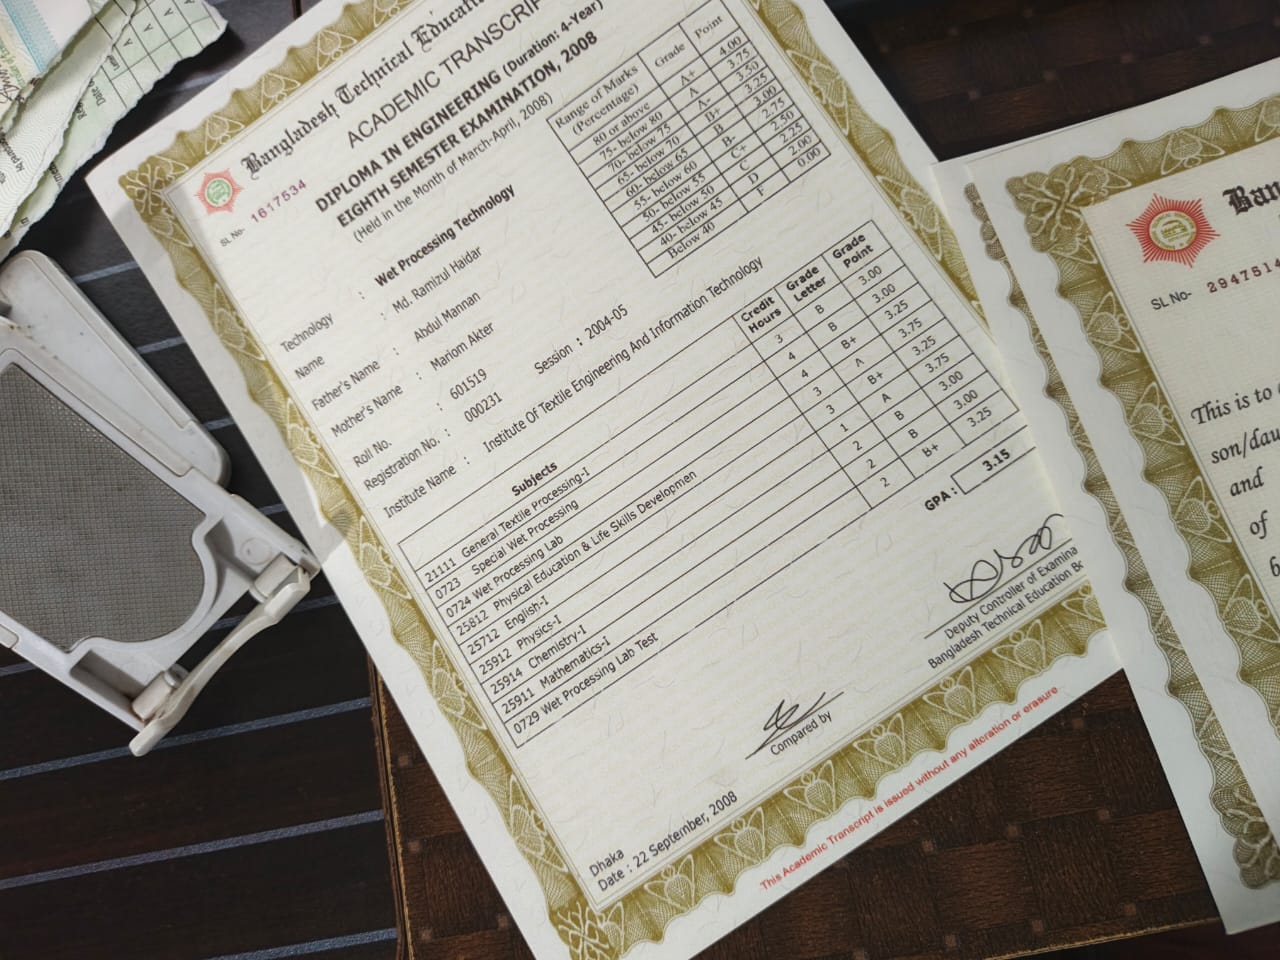 Bangladesh Technical Education
ACADEMIC TRANSCRIPT
DIPLOMA IN ENGINEERING (Duration: 4-Year)
EIGHTH SEMESTER EXAMINATION, 2008
(Held in the Month of March-April, 2008)
SL No- 1617534
Range of Marks (Percentage) Grade Point
80 or above A+ 4.00
75- below 80 A 3.75
70- below 75 A- 3.50
65- below 70 B+ 3.25
60- below 65 B 3.00
55- below 60 B- 2.75
50- below 55 C+ 2.50
45- below 50 C 2.25
40- below 45 D 2.00
Below 40 F 0.00
Technology : Wet Processing Technology
Name : Md. Ramizul Haidar
Father's Name : Abdul Mannan
Mother's Name : Mariom Akter
Roll No. : 601519
Registration No. : 000231 Session : 2004-05
Institute Name : Institute Of Textile Engineering And Information Technology
Subjects Credit Hours Grade Letter Grade Point
21111 General Textile Processing-I 3 B 3.00
0723 Special Wet Processing 4 B 3.00
0724 Wet Processing Lab 4 B+ 3.25
25812 Physical Education & Life Skills Developmen 3 A 3.75
25712 English-I 3 B+ 3.25
25912 Physics-I 1 A 3.75
25914 Chemistry-I 2 B 3.00
25911 Mathematics-I 2 B 3.00
0729 Wet Processing Lab Test 2 B+ 3.25
GPA : 3.15
Deputy Controller of Examina
Bangladesh Technical Education Bo
Compared by
Dhaka
Date : 22 September, 2008
This Academic Transcript is issued without any alteration or erasure.
Ban
SL No- 2947514
This is to
son/dau
and
of